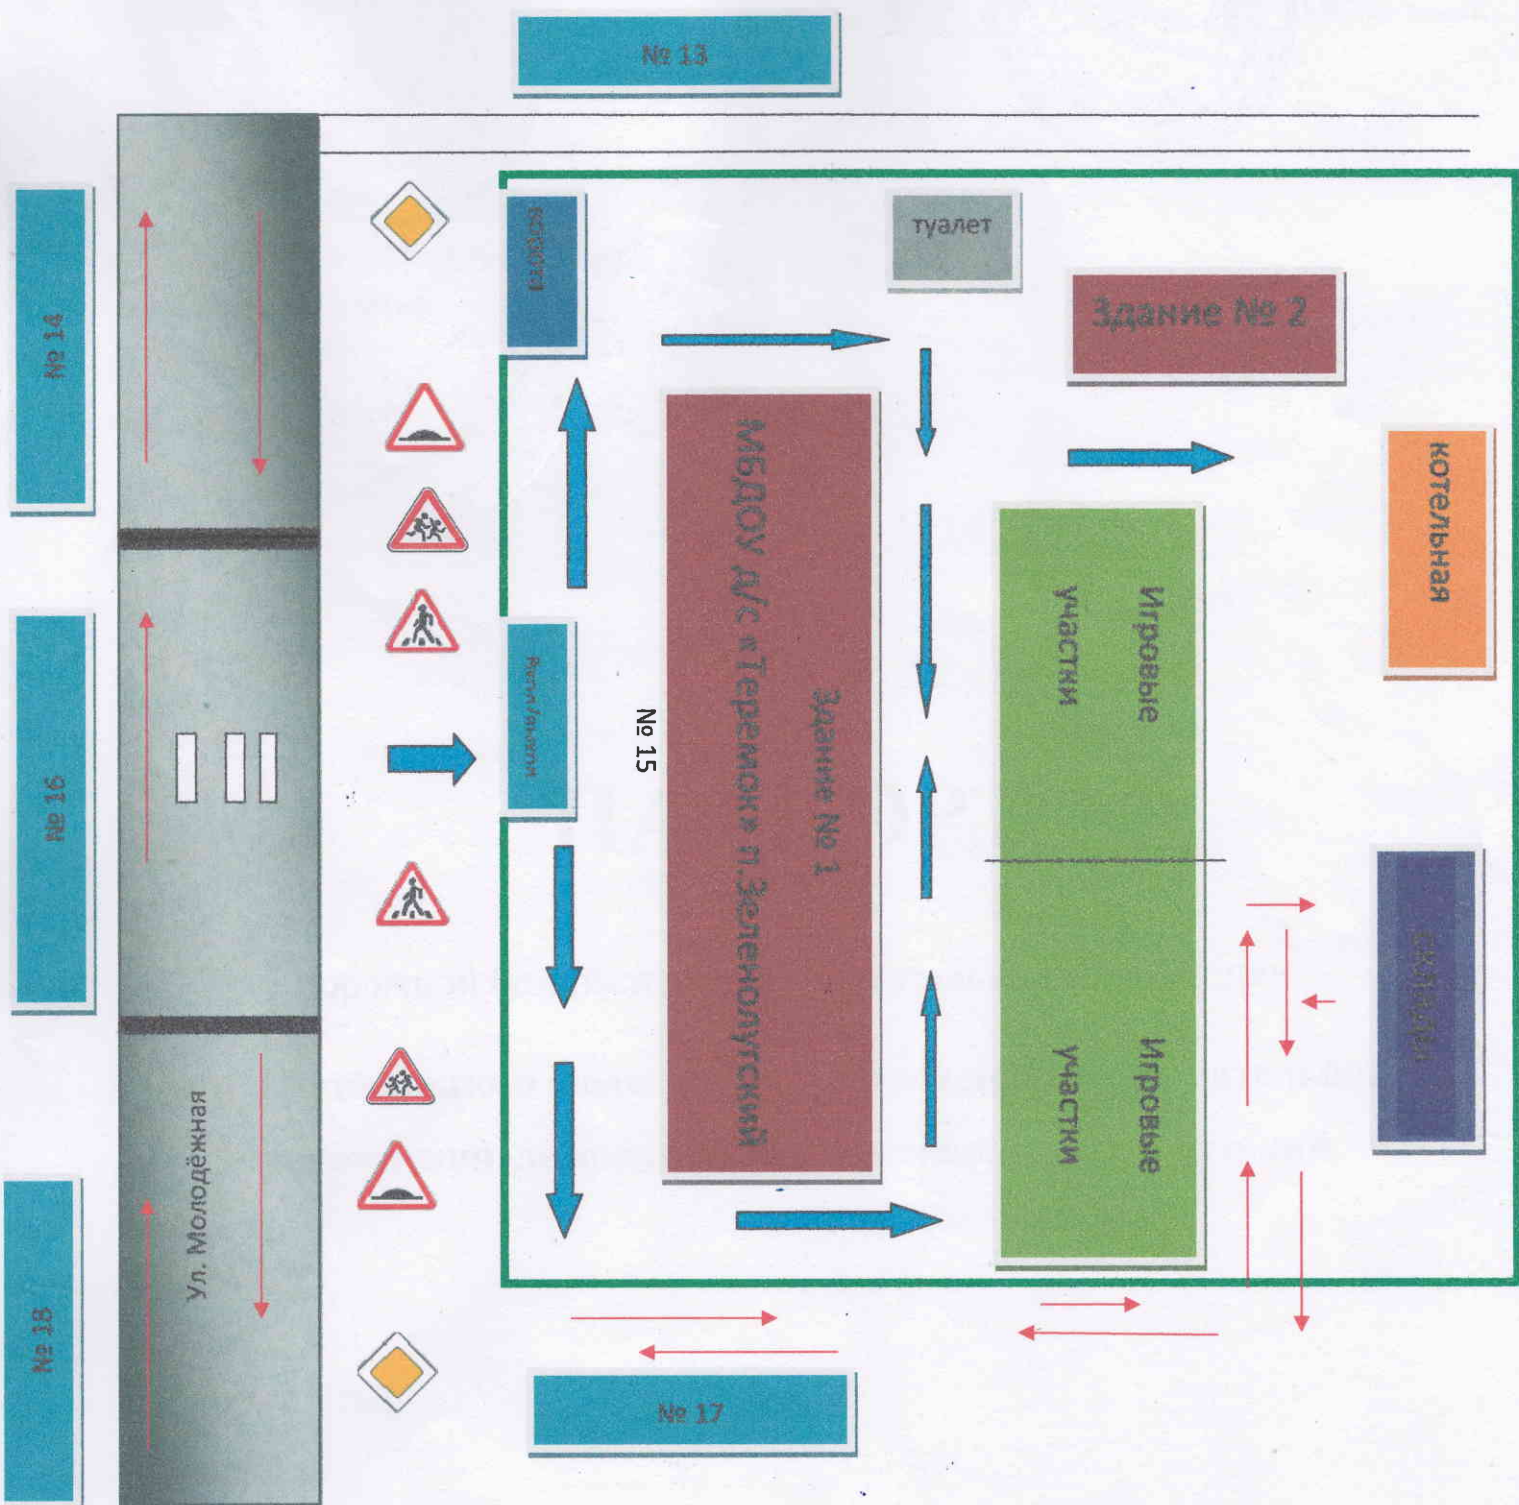 № 13
№ 14
туалет
Здание № 2
котельная
Игровые
участки
№ 15
МБДОУ д/с «Теремок» п.Зеленолугский
Здание № 1
№ 16
Игровые
участки
Ул. Молодёжная
№ 18
№ 17